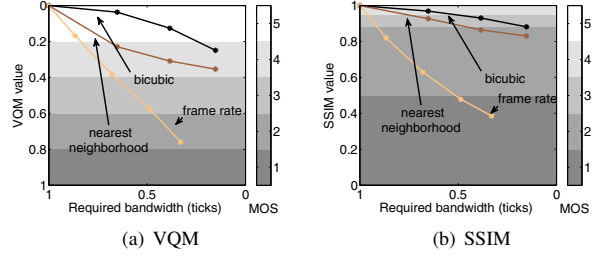 0
0.2
0.4
0.6
0.8
1
VQM value
1
0.5
0
Required bandwidth (ticks)
bicubic
nearest
neighborhood
frame rate
5
4
3
2
1
MOS
(a) VQM
1
0.8
0.6
0.4
0.2
0
SSIM value
1
0.5
0
Required bandwidth (ticks)
bicubic
nearest
neighborhood
frame rate
5
4
3
2
1
MOS
(b) SSIM